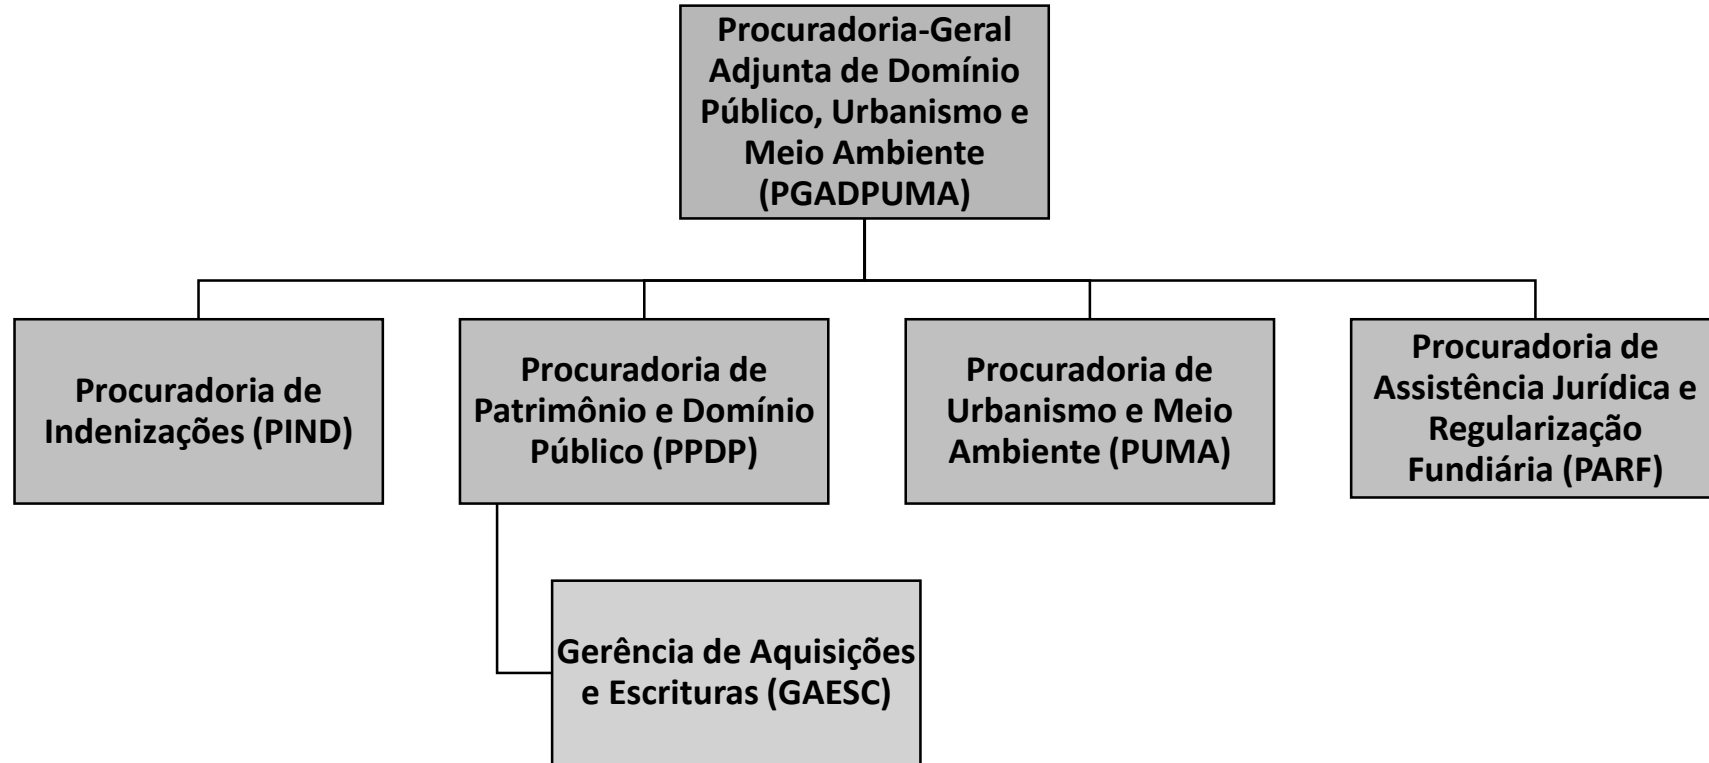 Procuradoria-Geral
Adjunta de Domínio
Público, Urbanismo e
Meio Ambiente
(PGADPUMA)
Procuradoria de
Indenizações (PIND)
Procuradoria de
Patrimônio e Domínio
Público (PPDP)
Procuradoria de
Urbanismo e Meio
Ambiente (PUMA)
Procuradoria de
Assistência Jurídica e
Regularização
Fundiária (PARF)
Gerência de Aquisições
e Escrituras (GAESC)